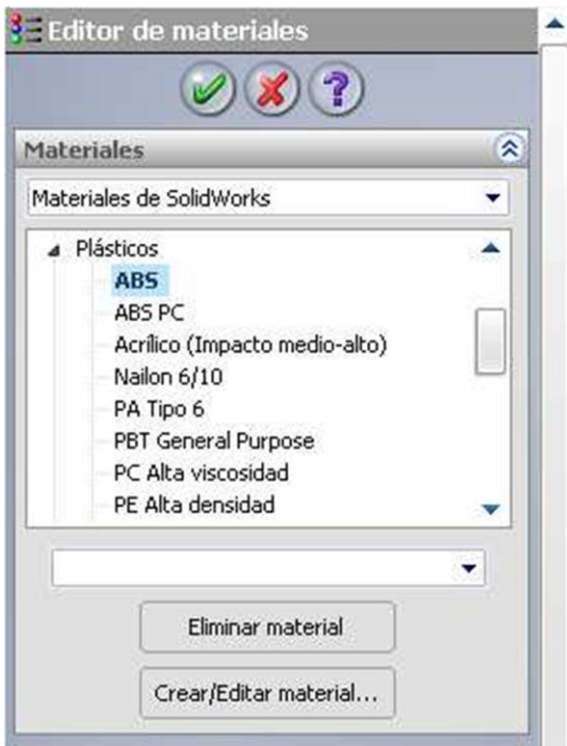 Editor de materiales
?
Materiales
Materiales de SolidWorks
Plásticos
ABS
ABS PC
Acrílico (Impacto medio-alto)
Nailon 6/10
PA Tipo 6
PBT General Purpose
PC Alta viscosidad
PE Alta densidad
Eliminar material
Crear/Editar material...